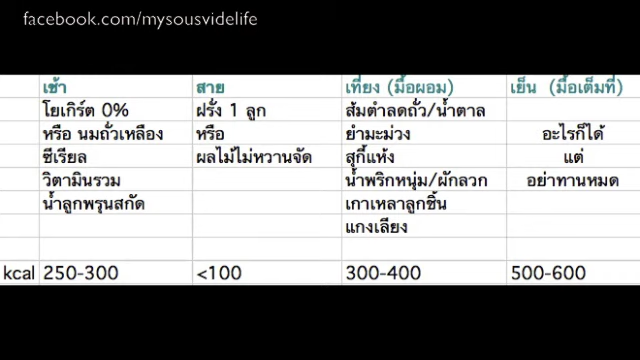 facebook.com/mysousvidelife
เช้า สาย เที่ยง (มื้อผอม) เย็น (มื้อเต็มที่)
โยเกิร์ต 0% ฝรั่ง 1 ลูก ส้มตำลดถั่ว/น้ำตาล
หรือ นมถั่วเหลือง หรือ ยำมะม่วง อะไรก็ได้
ซีเรียล ผลไม้ไม่หวานจัด สุกี้แห้ง แต่
วิตามินรวม น้ำพริกหนุ่ม/ผักลวก อย่าทานหมด
น้ำลูกพรุนสกัด เกาเหลาลูกชิ้น
แกงเลียง
kcal 250-300 <100 300-400 500-600